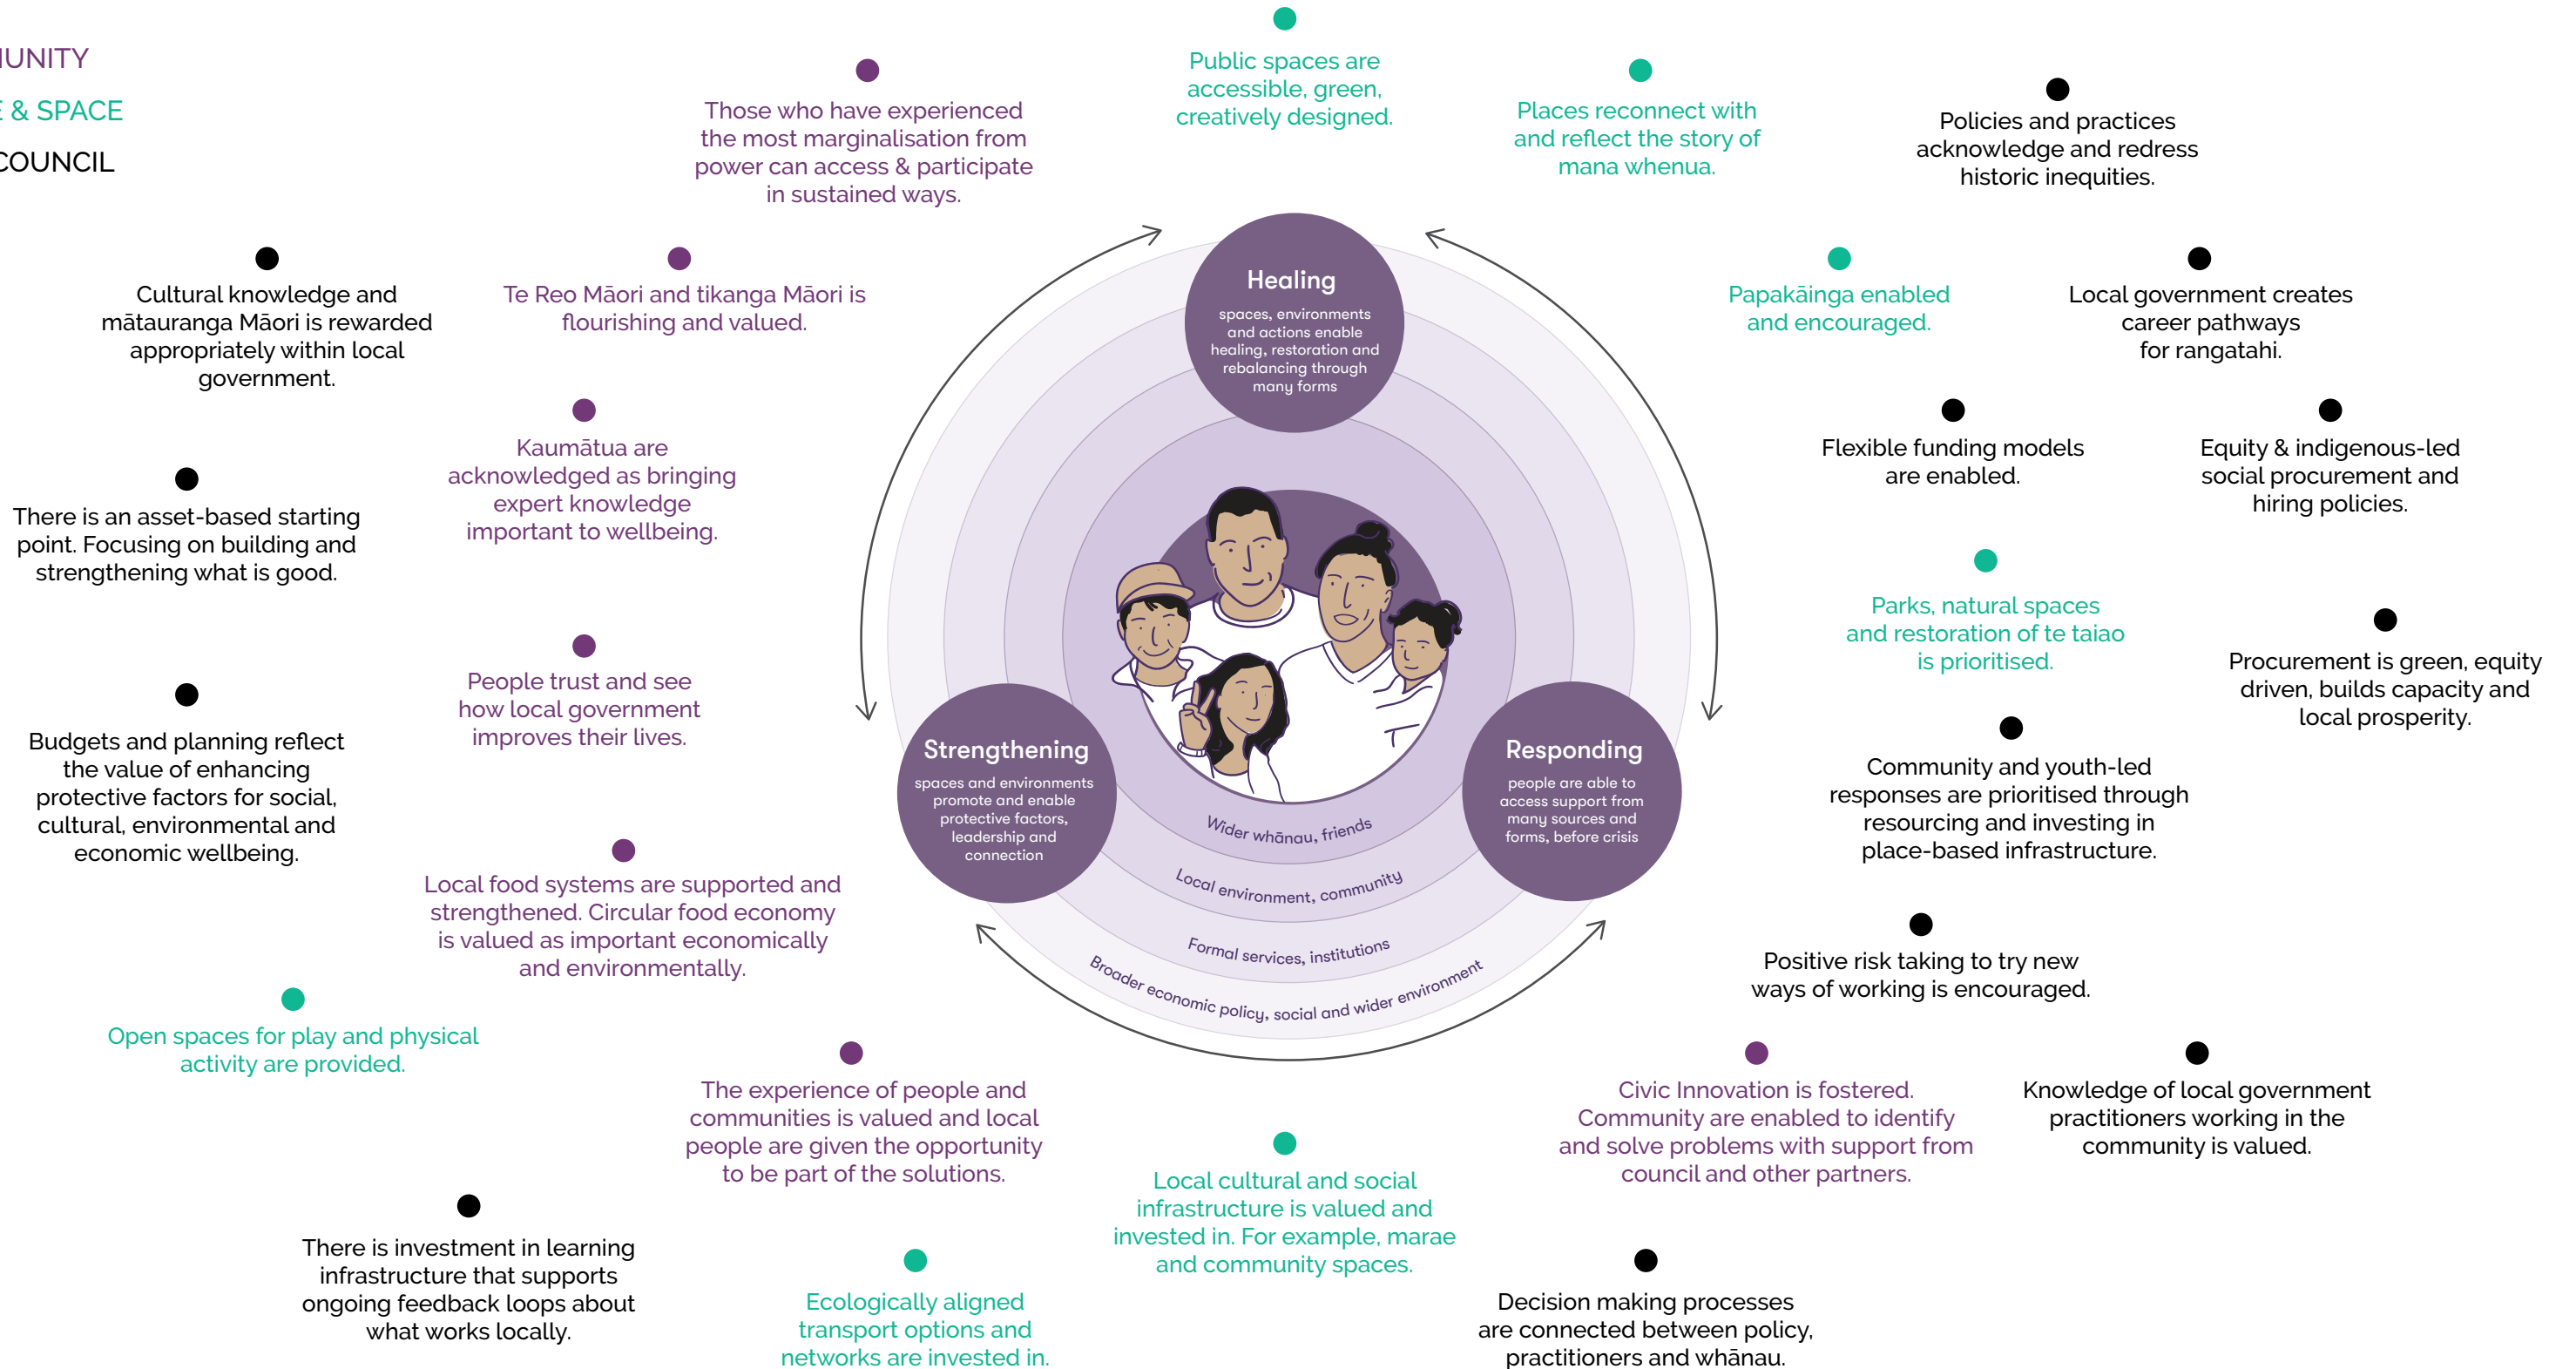 & SPACE
COUNCIL
Those who have experienced
the most marginalisation from
power can access & participate
in sustained ways.
Public spaces are
accessible, green,
creatively designed.
Places reconnect with
and reflect the story of
mana whenua.
Policies and practices
acknowledge and redress
historic inequities.
Cultural knowledge and
mātauranga Māori is rewarded
appropriately within local
government.
Te Reo Māori and tikanga Māori is
flourishing and valued.
Papakāinga enabled
and encouraged.
Local government creates
career pathways
for rangatahi.
Kaumātua are
acknowledged as bringing
expert knowledge
important to wellbeing.
Flexible funding models
are enabled.
Equity & indigenous-led
social procurement and
hiring policies.
There is an asset-based starting
point. Focusing on building and
strengthening what is good.
Parks, natural spaces
and restoration of te taiao
is prioritised.
People trust and see
how local government
improves their lives.
Procurement is green, equity
driven, builds capacity and
local prosperity.
Budgets and planning reflect
the value of enhancing
protective factors for social,
cultural, environmental and
economic wellbeing.
Community and youth-led
responses are prioritised through
resourcing and investing in
place-based infrastructure.
Local food systems are supported and
strengthened. Circular food economy
is valued as important economically
and environmentally.
Positive risk taking to try new
ways of working is encouraged.
Open spaces for play and physical
activity are provided.
The experience of people and
communities is valued and local
people are given the opportunity
to be part of the solutions.
Civic Innovation is fostered.
Community are enabled to identify
and solve problems with support from
council and other partners.
Knowledge of local government
practitioners working in the
community is valued.
Local cultural and social
infrastructure is valued and
invested in. For example, marae
and community spaces.
There is investment in learning
infrastructure that supports
ongoing feedback loops about
what works locally.
Ecologically aligned
transport options and
networks are invested in.
Decision making processes
are connected between policy,
practitioners and whānau.
Healing
spaces, environments
and actions enable
healing, restoration and
rebalancing through
many forms
Strengthening
spaces and environments
promote and enable
protective factors,
leadership and
connection
Responding
people are able to
access support from
many sources and
forms, before crisis
Wider whānau, friends
Local environment, community
Formal services, institutions
Broader economic policy, social and wider environment